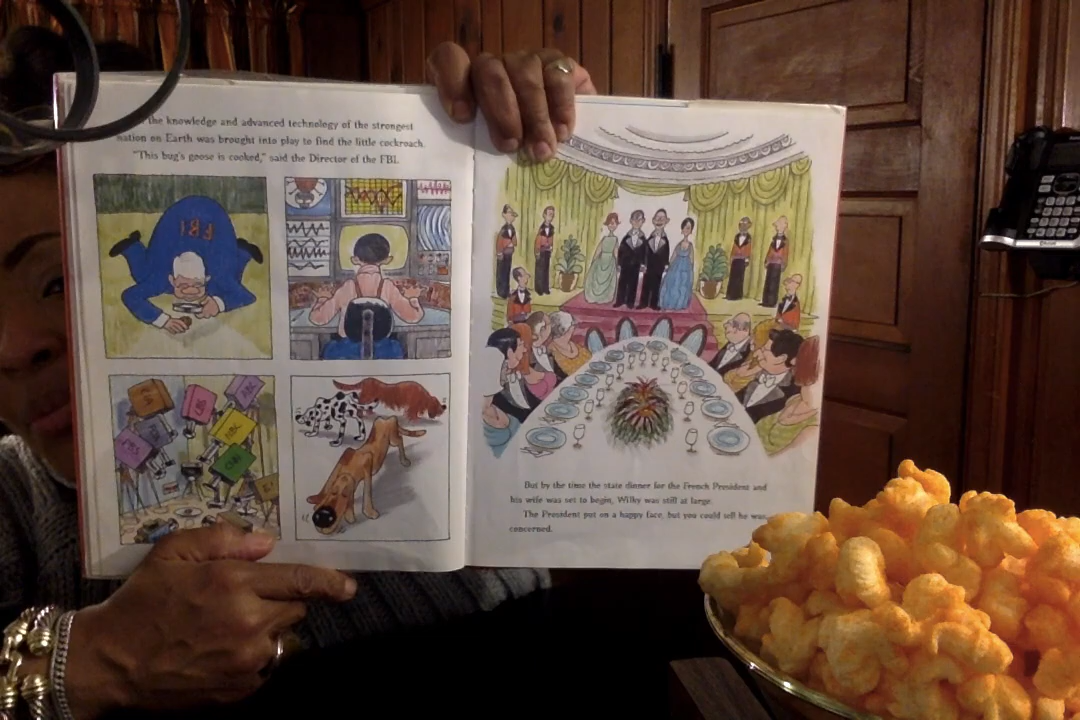 the knowledge and advanced technology of the strongest
nation on Earth was brought into play to find the little cockroach.
"This bug's goose is cooked," said the Director of the FBI.
FBI
ABC
NBC
But by the time the state dinner for the French President and
his wife was set to begin, Wilky was still at large.
The President put on a happy face, but you could tell he was
concerned.